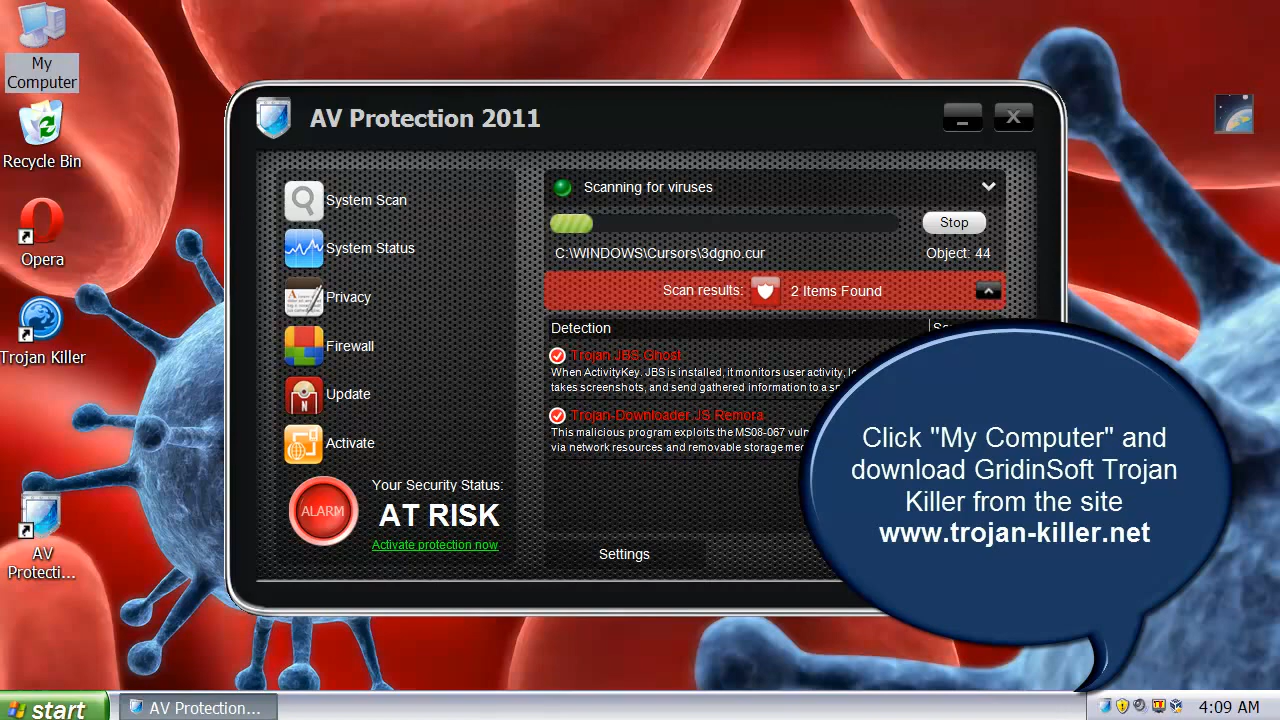 My
Computer
Recycle Bin
Opera
Trojan Killer
AV
Protecti...
AV Protection 2011
System Scan
System Status
Privacy
Firewall
Update
Activate
ALARM
Your Security Status:
AT RISK
Activate protection now
Scanning for viruses
Stop
C:\WINDOWS\Cursors\3dgno.cur
Object: 44
Scan results:
2 Items Found
Detection
Trojan JBS Ghost
When ActivityKey. JBS is installed, it monitors user activity,
takes screenshots, and send gathered information to a
Trojan-Downloader JS Remora
This malicious program exploits the MS08-067
via network resources and removable storage
Settings
Click "My Computer" and
download GridinSoft Trojan
Killer from the site
www.trojan-killer.net
start
AV Protection...
4:09 AM